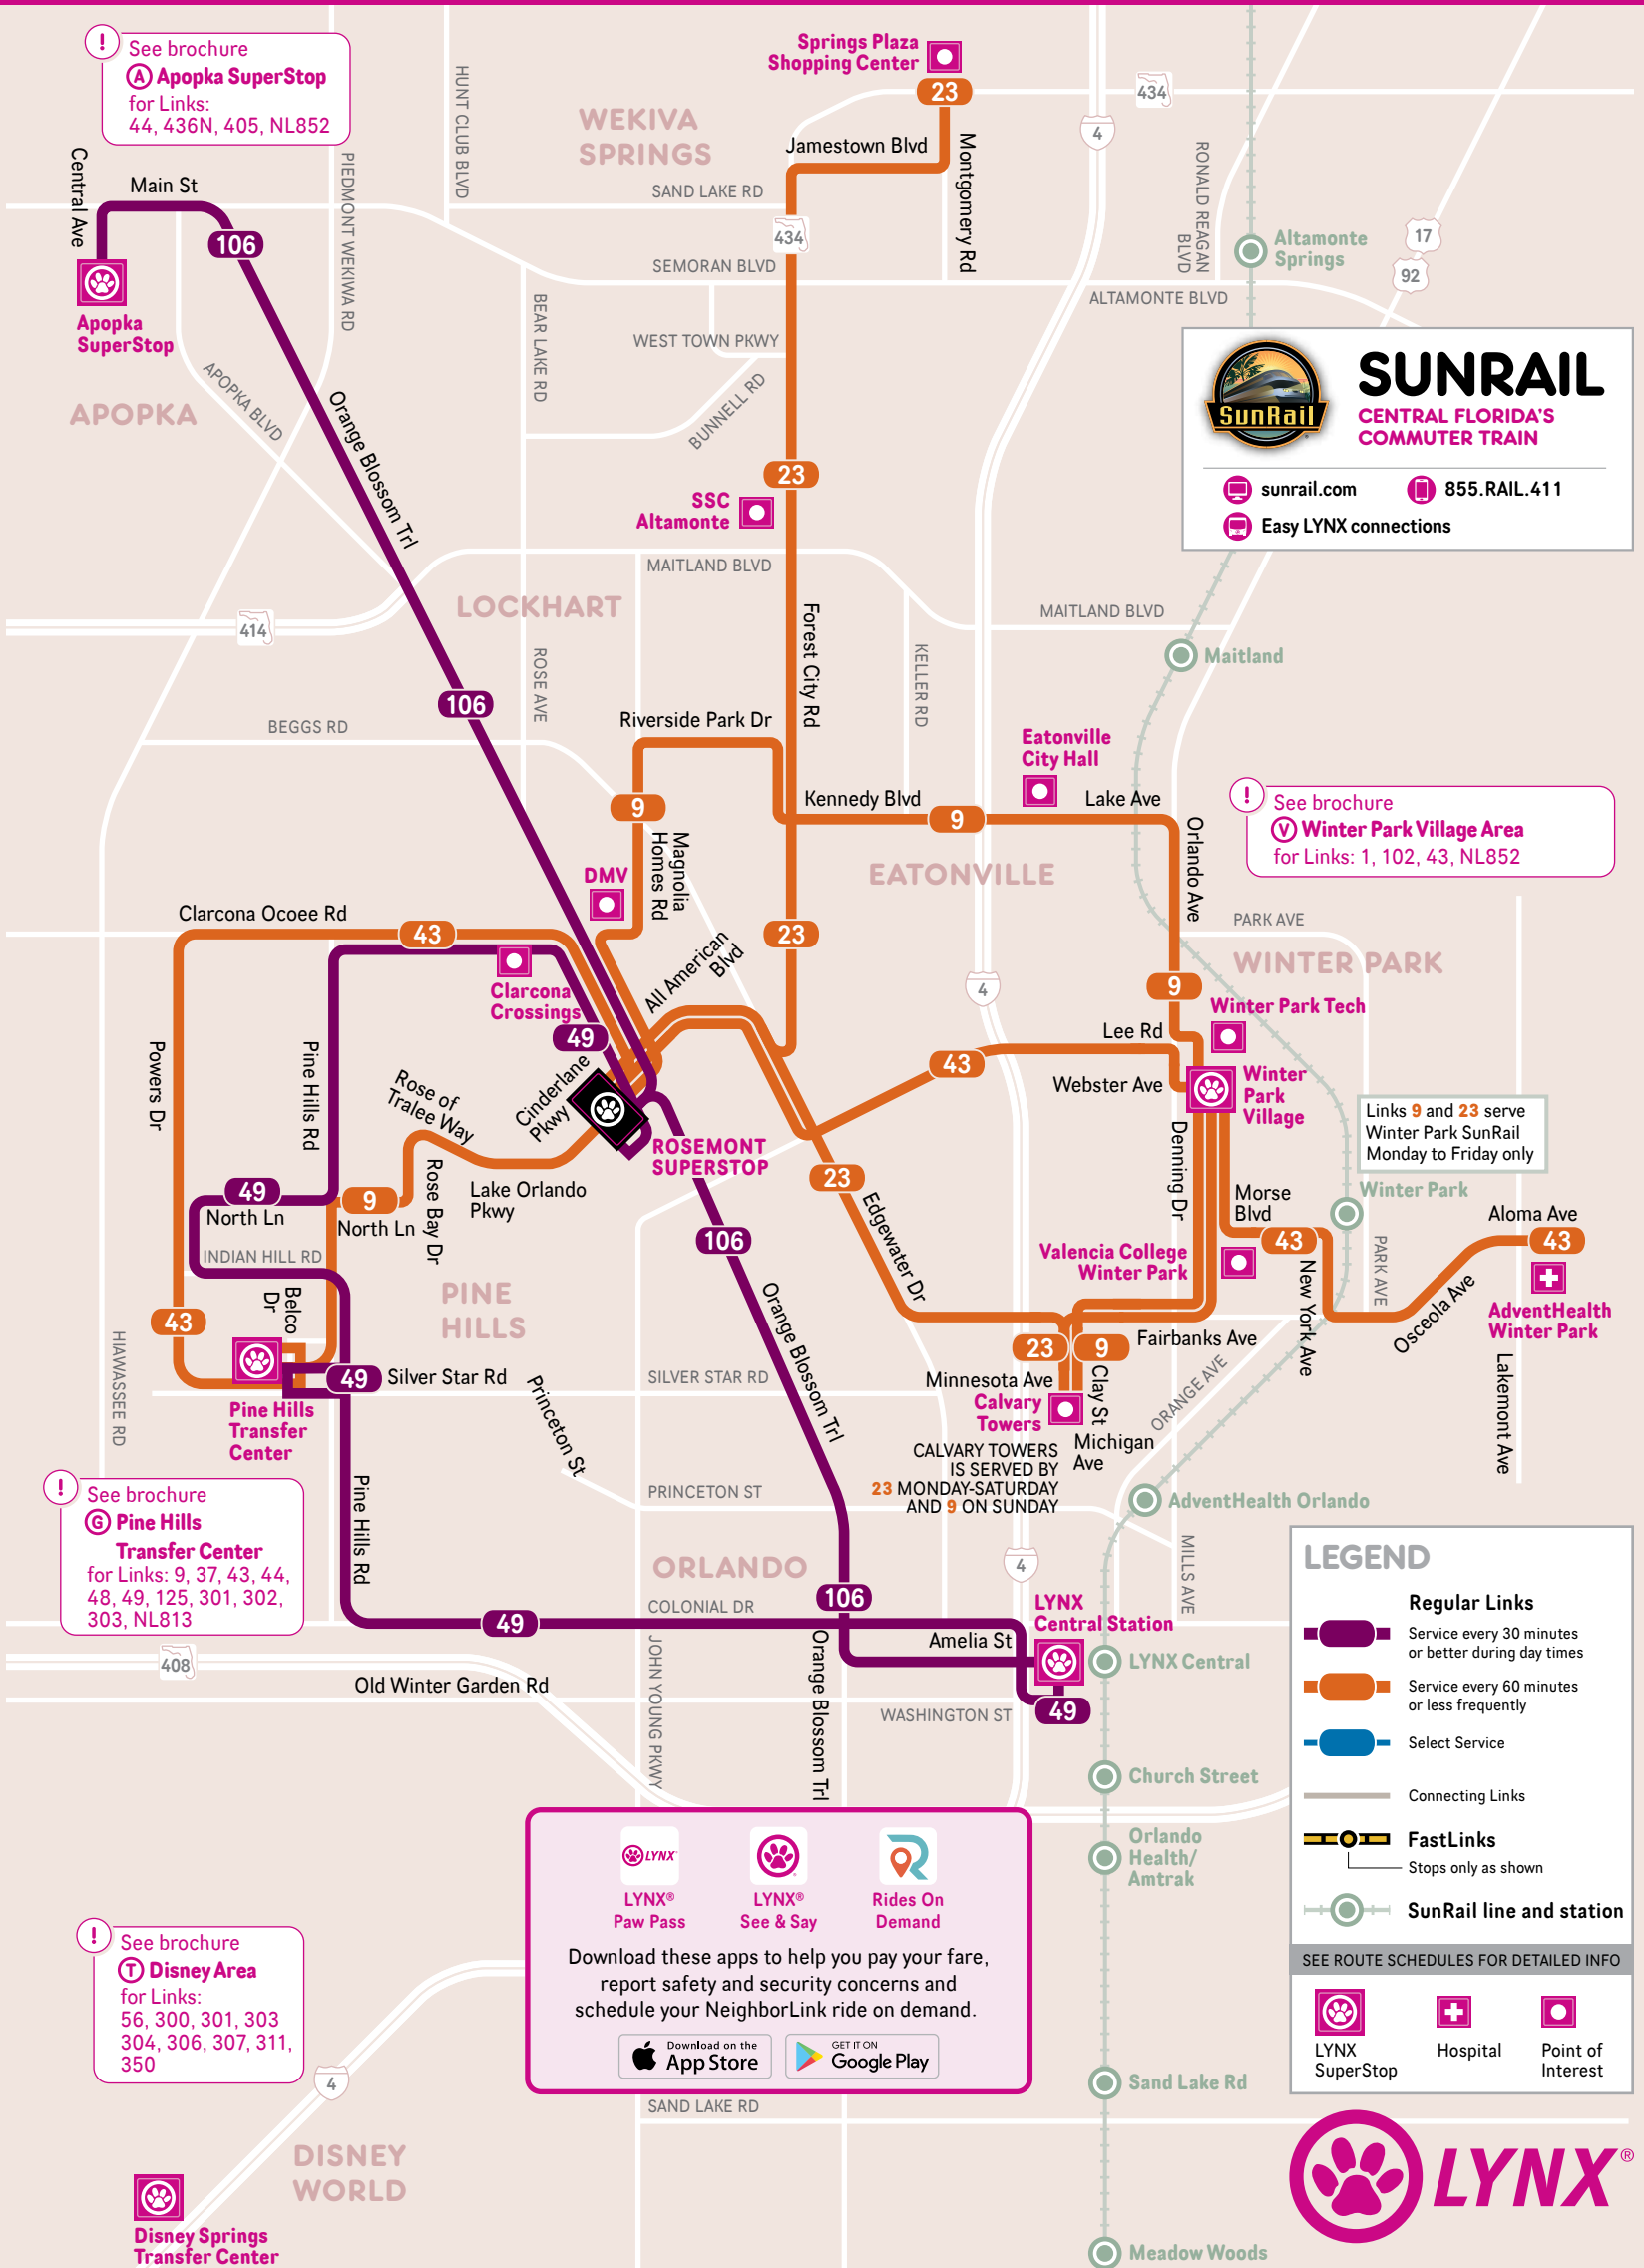 ! See brochure
Ⓐ Apopka SuperStop
for Links:
44, 436N, 405, NL852
Springs Plaza
Shopping Center
23
434
4
HUNT CLUB BLVD
WEKIVA
SPRINGS
Jamestown Blvd
Montgomery Rd
RONALD REAGAN
BLVD
Central Ave
Main St
PIEDMONT WEKIWA RD
SAND LAKE RD
106
434
SEMORAN BLVD
ALTAMONTE BLVD
Altamonte
Springs
17
92
Apopka
SuperStop
APOPKA
APOPKA BLVD
Orange Blossom Trl
BEAR LAKE RD
WEST TOWN PKWY
BUNNELL RD
SunRail
SUNRAIL
CENTRAL FLORIDA'S
COMMUTER TRAIN
sunrail.com
855.RAIL.411
Easy LYNX connections
23
SSC
Altamonte
MAITLAND BLVD
LOCKHART
414
MAITLAND BLVD
Maitland
Forest City Rd
KELLER RD
ROSE AVE
106
BEGGS RD
Riverside Park Dr
Eatonville
City Hall
9
Kennedy Blvd
9
Lake Ave
Orlando Ave
! See brochure
Ⓥ Winter Park Village Area
for Links: 1, 102, 43, NL852
Magnolia
Homes Rd
DMV
EATONVILLE
Clarcona Ocoee Rd
43
23
PARK AVE
WINTER PARK
All American
Blvd
Clarcona
Crossings
4
9
Winter Park Tech
49
Lee Rd
43
Powers Dr
Pine Hills Rd
Rose of
Tralee Way
Cinderlane
Pkwy
Webster Ave
Winter
Park
Village
ROSEMONT
SUPERSTOP
Links 9 and 23 serve
Winter Park SunRail
Monday to Friday only
Denning Dr
23
49
North Ln
9
North Ln
Rose Bay Dr
Lake Orlando
Pkwy
Edgewater Dr
Morse
Blvd
Winter Park
Aloma Ave
43
43
106
INDIAN HILL RD
Valencia College
Winter Park
New York Ave
PARK AVE
Osceola Ave
AdventHealth
Winter Park
Belco
Dr
PINE
HILLS
Orange Blossom Trl
43
HIAWASSEE RD
23
9
Fairbanks Ave
ORANGE AVE
Lakemont Ave
49
Silver Star Rd
SILVER STAR RD
Princeton St
Minnesota Ave
Clay St
Calvary
Towers
Michigan
Ave
Pine Hills
Transfer
Center
CALVARY TOWERS
IS SERVED BY
23 MONDAY-SATURDAY
AND 9 ON SUNDAY
! See brochure
Ⓖ Pine Hills
Transfer Center
for Links: 9, 37, 43, 44,
48, 49, 125, 301, 302,
303, NL813
Pine Hills Rd
PRINCETON ST
AdventHealth Orlando
MILLS AVE
ORLANDO
4
106
COLONIAL DR
49
LYNX
Central Station
Amelia St
LYNX Central
408
Old Winter Garden Rd
JOHN YOUNG PKWY
Orange Blossom Trl
WASHINGTON ST
49
Church Street
Orlando
Health/
Amtrak
LEGEND
Regular Links
Service every 30 minutes
or better during day times
Service every 60 minutes
or less frequently
Select Service
Connecting Links
FastLinks
Stops only as shown
SunRail line and station
SEE ROUTE SCHEDULES FOR DETAILED INFO
LYNX
SuperStop
Hospital
Point of
Interest
LYNX
LYNX®
Paw Pass
LYNX®
See & Say
Rides On
Demand
Download these apps to help you pay your fare,
report safety and security concerns and
schedule your NeighborLink ride on demand.
Download on the
App Store
GET IT ON
Google Play
! See brochure
Ⓣ Disney Area
for Links:
56, 300, 301, 303
304, 306, 307, 311,
350
4
Sand Lake Rd
SAND LAKE RD
DISNEY
WORLD
Disney Springs
Transfer Center
Meadow Woods
LYNX®